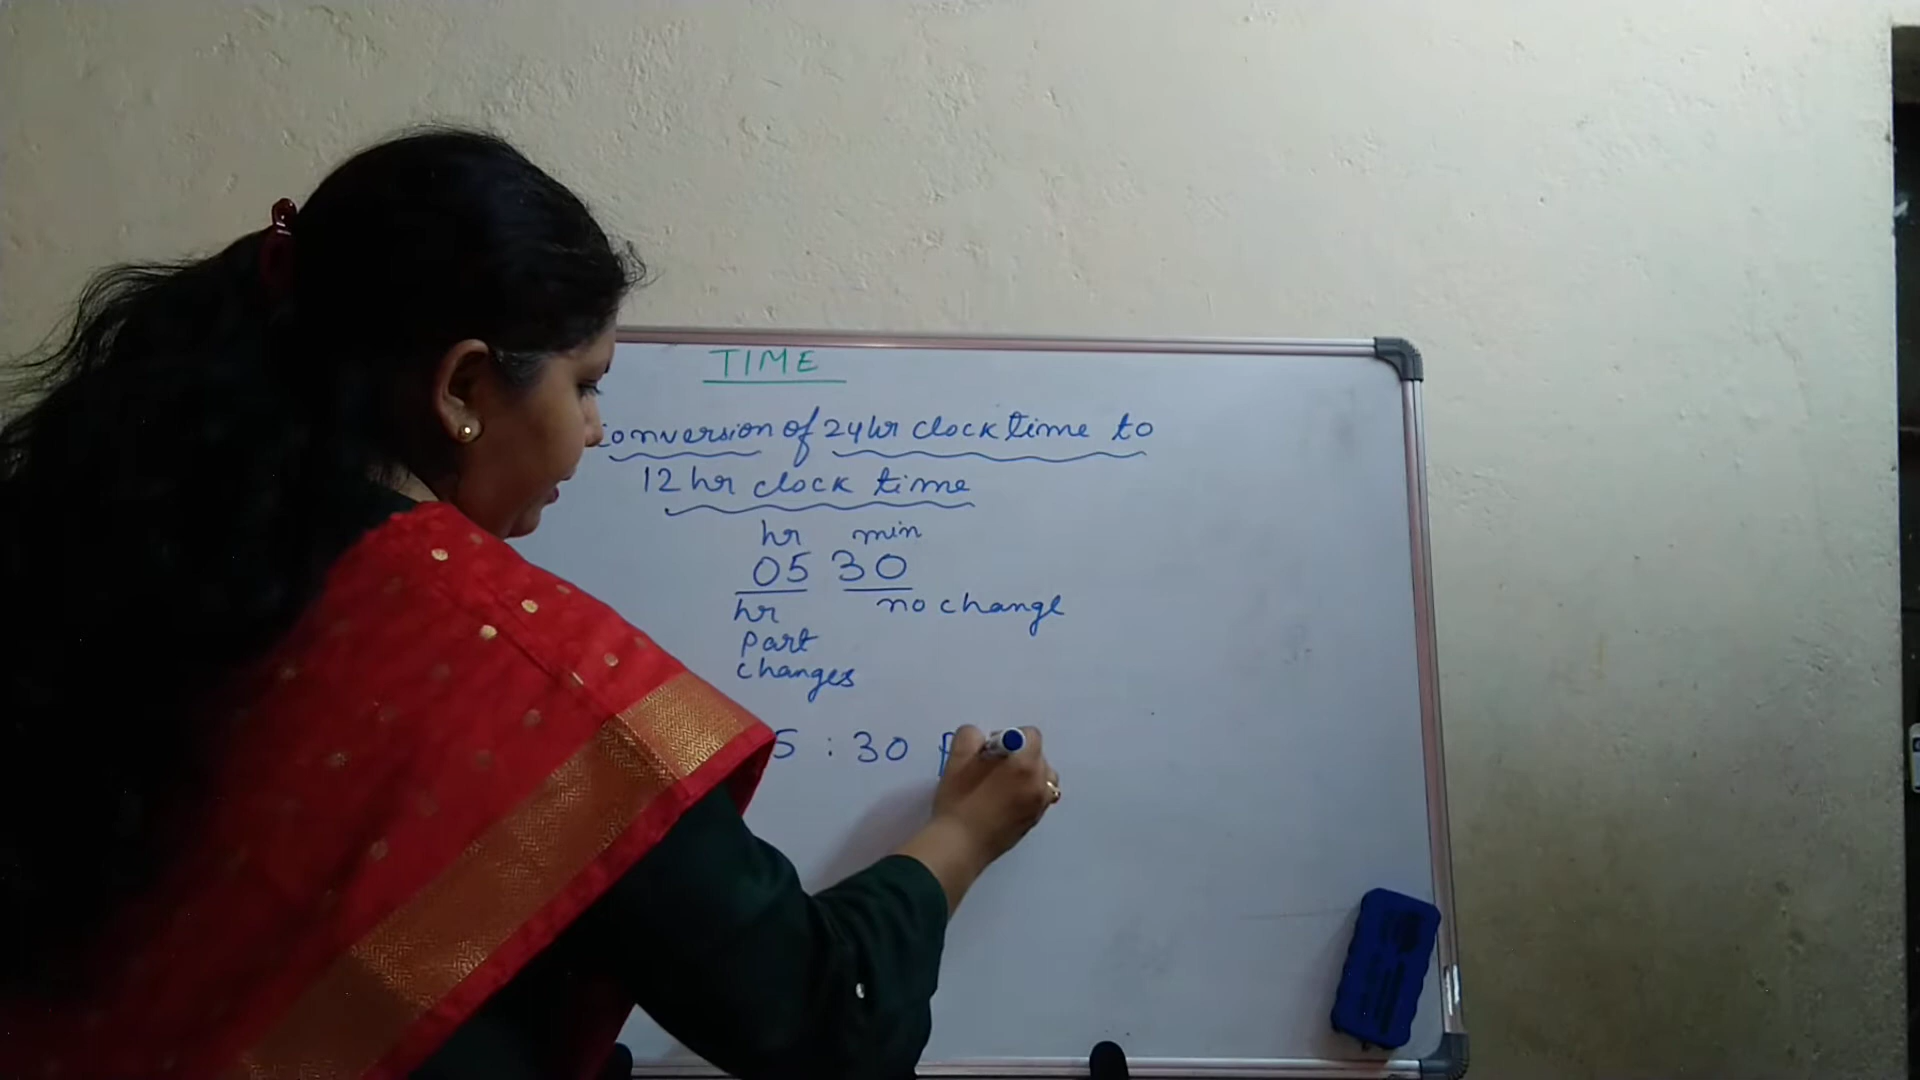 TIME
conversion of 24hr clock time to
12 hr clock time
hr min
05 30
hr no change
part
changes
5 : 30